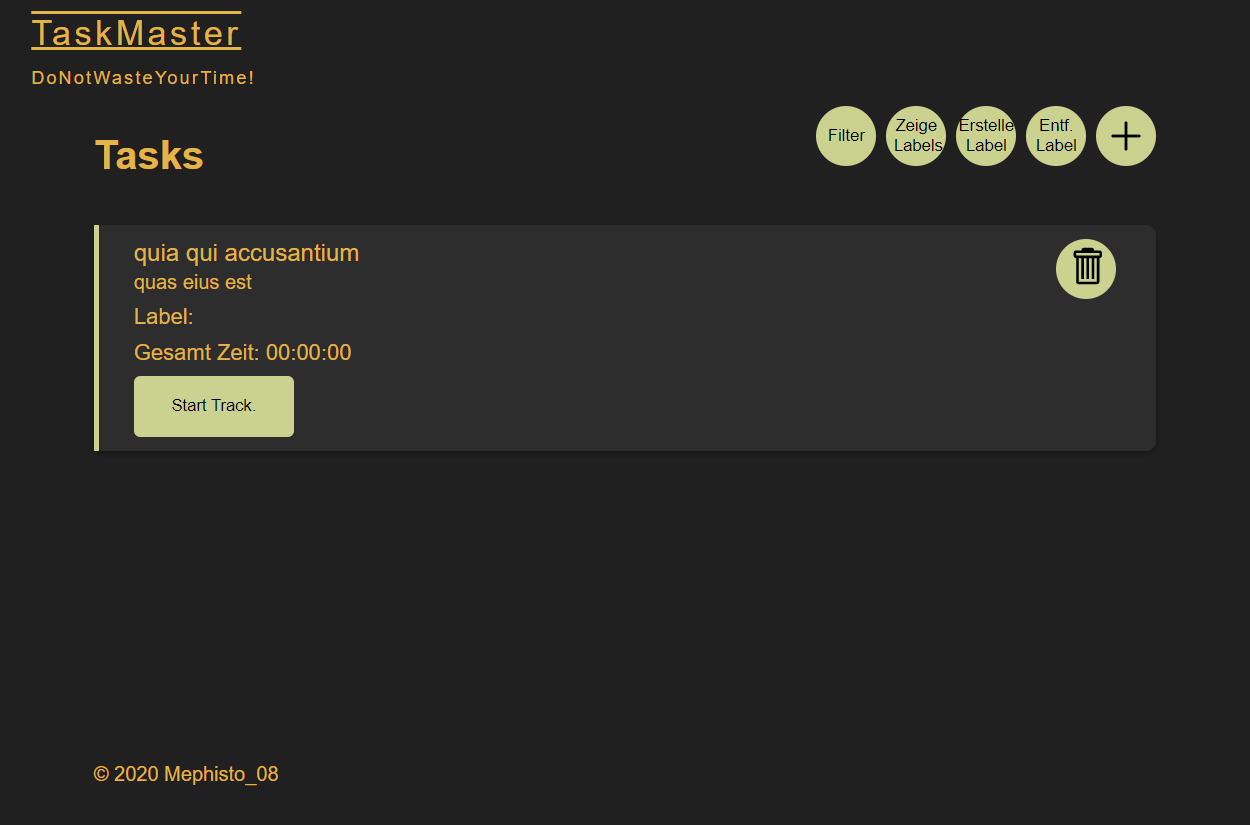 TaskMaster
DoNotWasteYourTime!
Tasks
Filter
Zeige
Labels
Erstelle
Label
Entf.
Label
quia qui accusantium
quas eius est
Label:
Gesamt Zeit: 00:00:00
Start Track.
© 2020 Mephisto_08